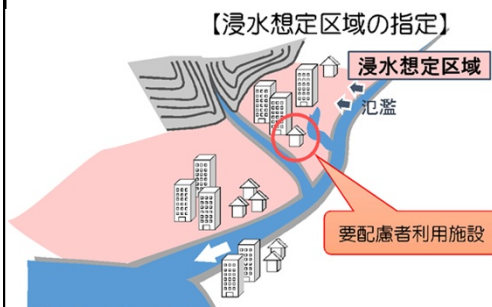 【浸水想定区域の指定】
浸水想定区域
氾濫
要配慮者利用施設